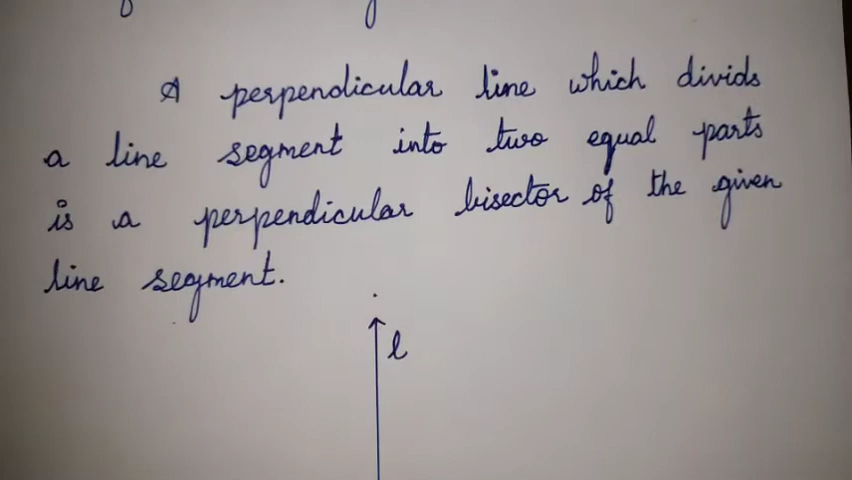 A perpendicular line which divids
a line segment into two equal parts
is a perpendicular bisector of the given
line segment.
l